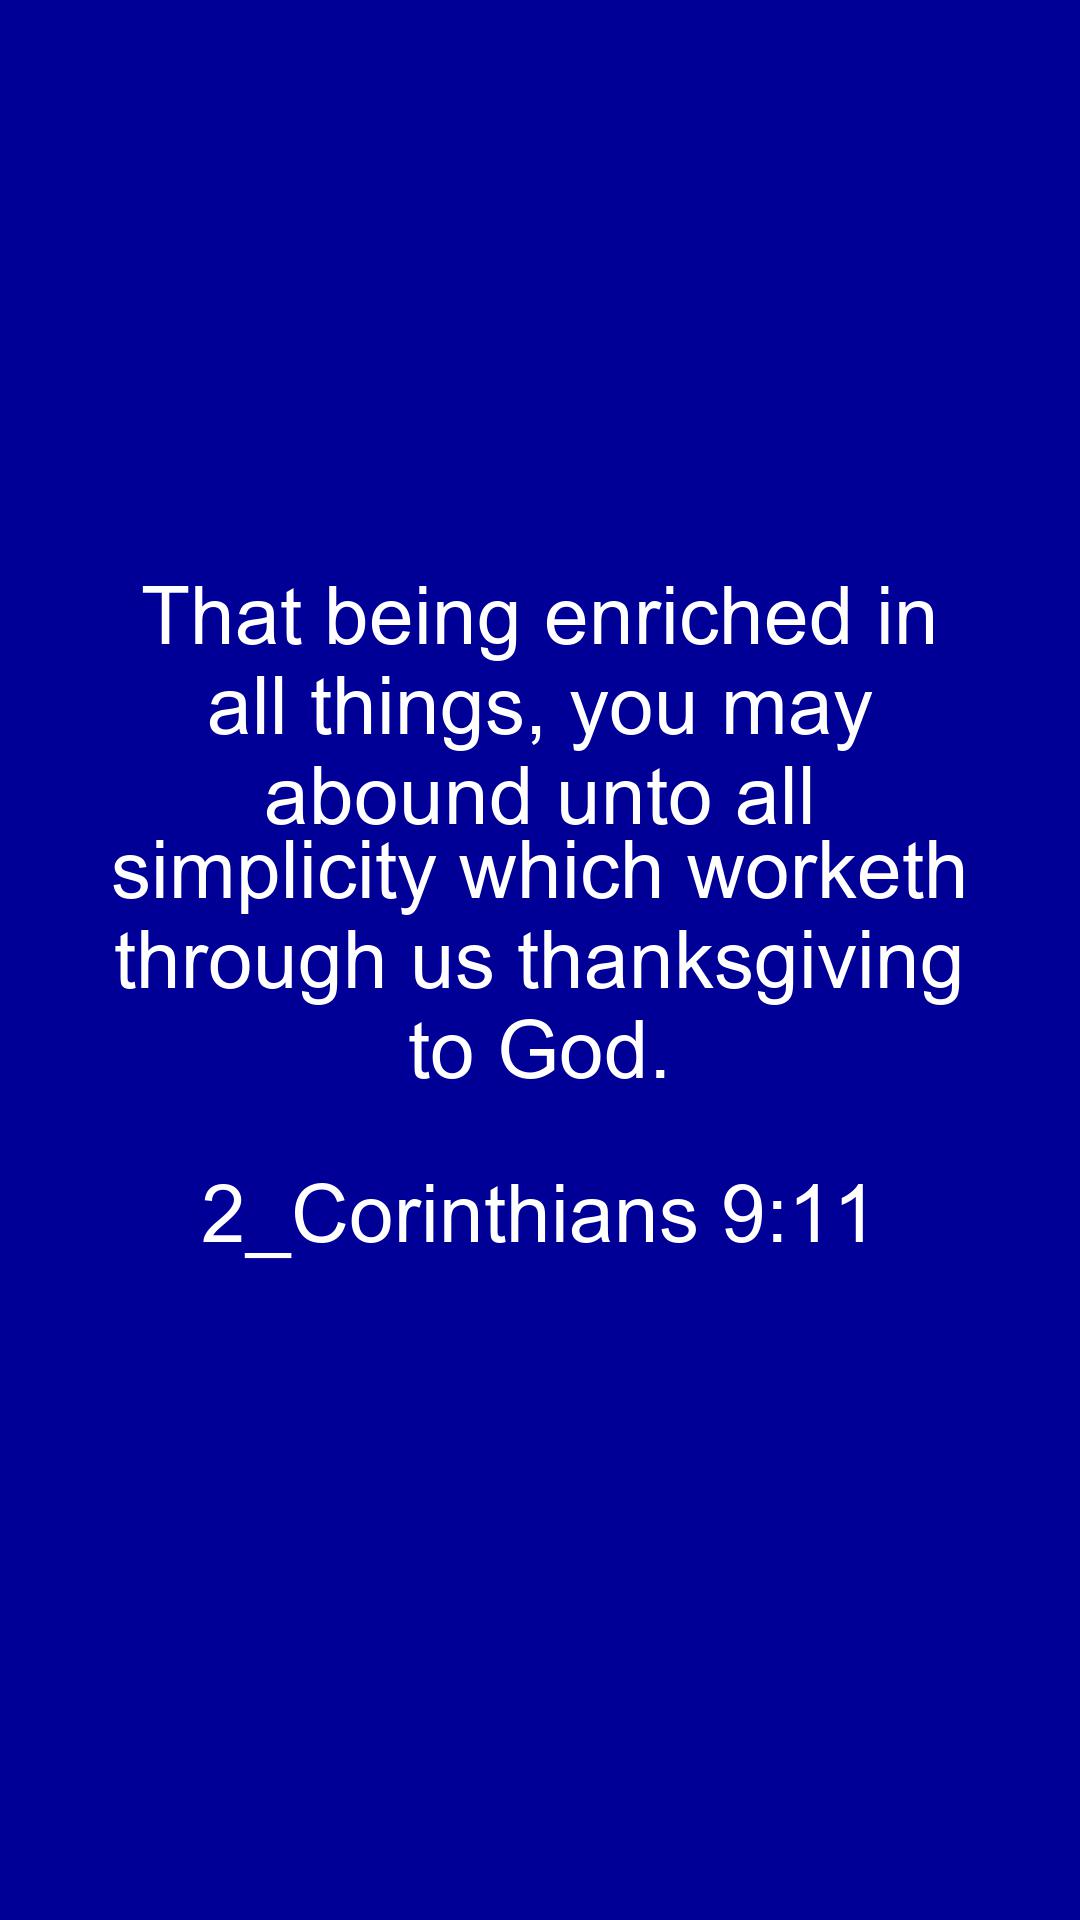 That being enriched in
all things, you may
abound unto all
simplicity which worketh
through us thanksgiving
to God.
2_Corinthians 9:11